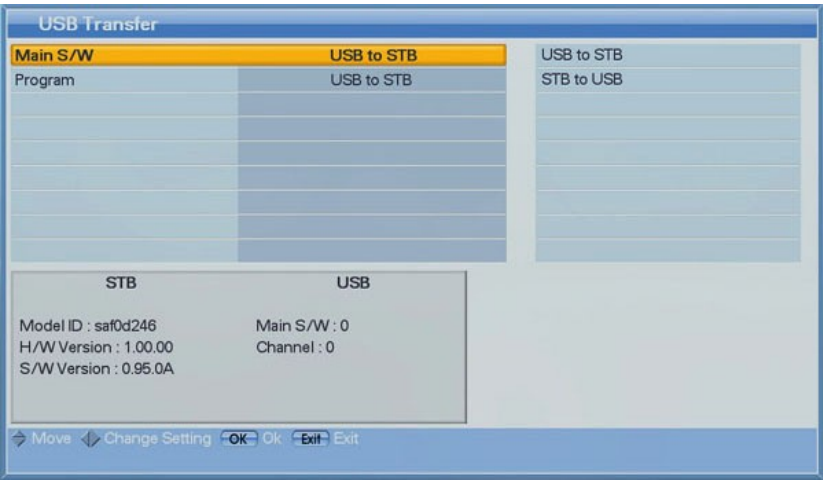 USB Transfer
Main S/W USB to STB
Program USB to STB
USB to STB
STB to USB
STB USB
Model ID : saf0d246 Main S/W : 0
H/W Version : 1.00.00 Channel : 0
S/W Version : 0.95.0A
Move Change Setting OK Ok Exit Exit